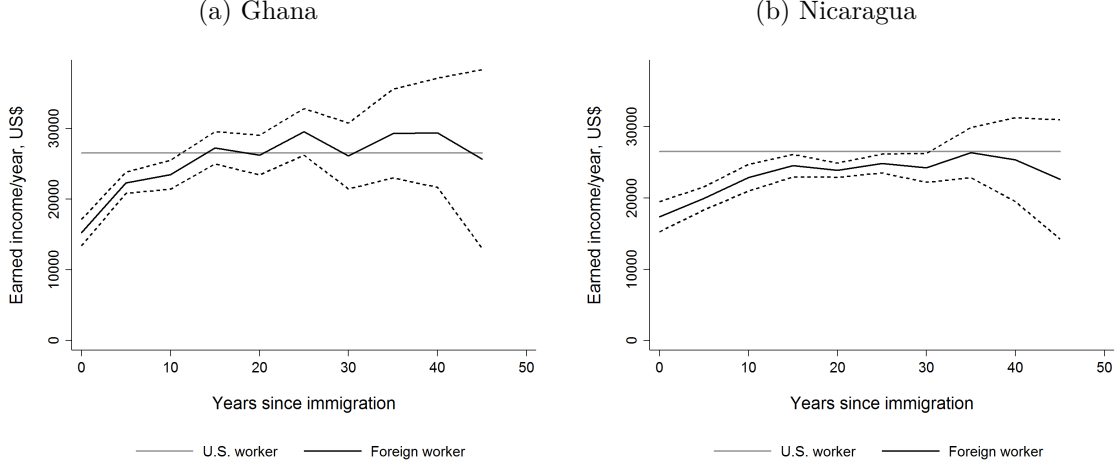 (a) Ghana
Earned income/year, US$
30000
20000
10000
0
0 10 20 30 40 50
Years since immigration
U.S. worker Foreign worker
(b) Nicaragua
Earned income/year, US$
30000
20000
10000
0
0 10 20 30 40 50
Years since immigration
U.S. worker Foreign worker